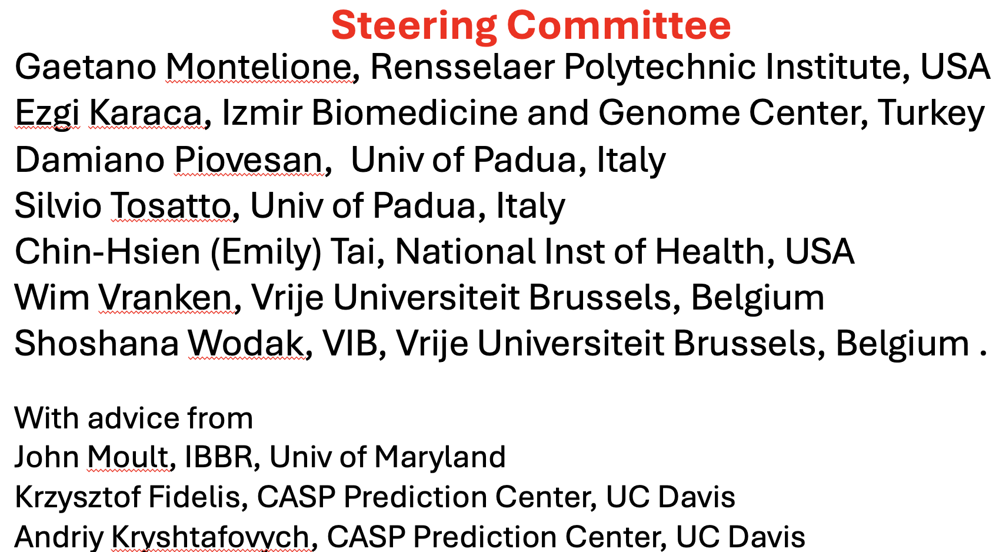 Steering Committee
Gaetano Montelione, Rensselaer Polytechnic Institute, USA
Ezgi Karaca, Izmir Biomedicine and Genome Center, Turkey
Damiano Piovesan,  Univ of Padua, Italy
Silvio Tosatto, Univ of Padua, Italy
Chin-Hsien (Emily) Tai, National Inst of Health, USA
Wim Vranken, Vrije Universiteit Brussels, Belgium
Shoshana Wodak, VIB, Vrije Universiteit Brussels, Belgium .
With advice from
John Moult, IBBR, Univ of Maryland
Krzysztof Fidelis, CASP Prediction Center, UC Davis
Andriy Kryshtafovych, CASP Prediction Center, UC Davis